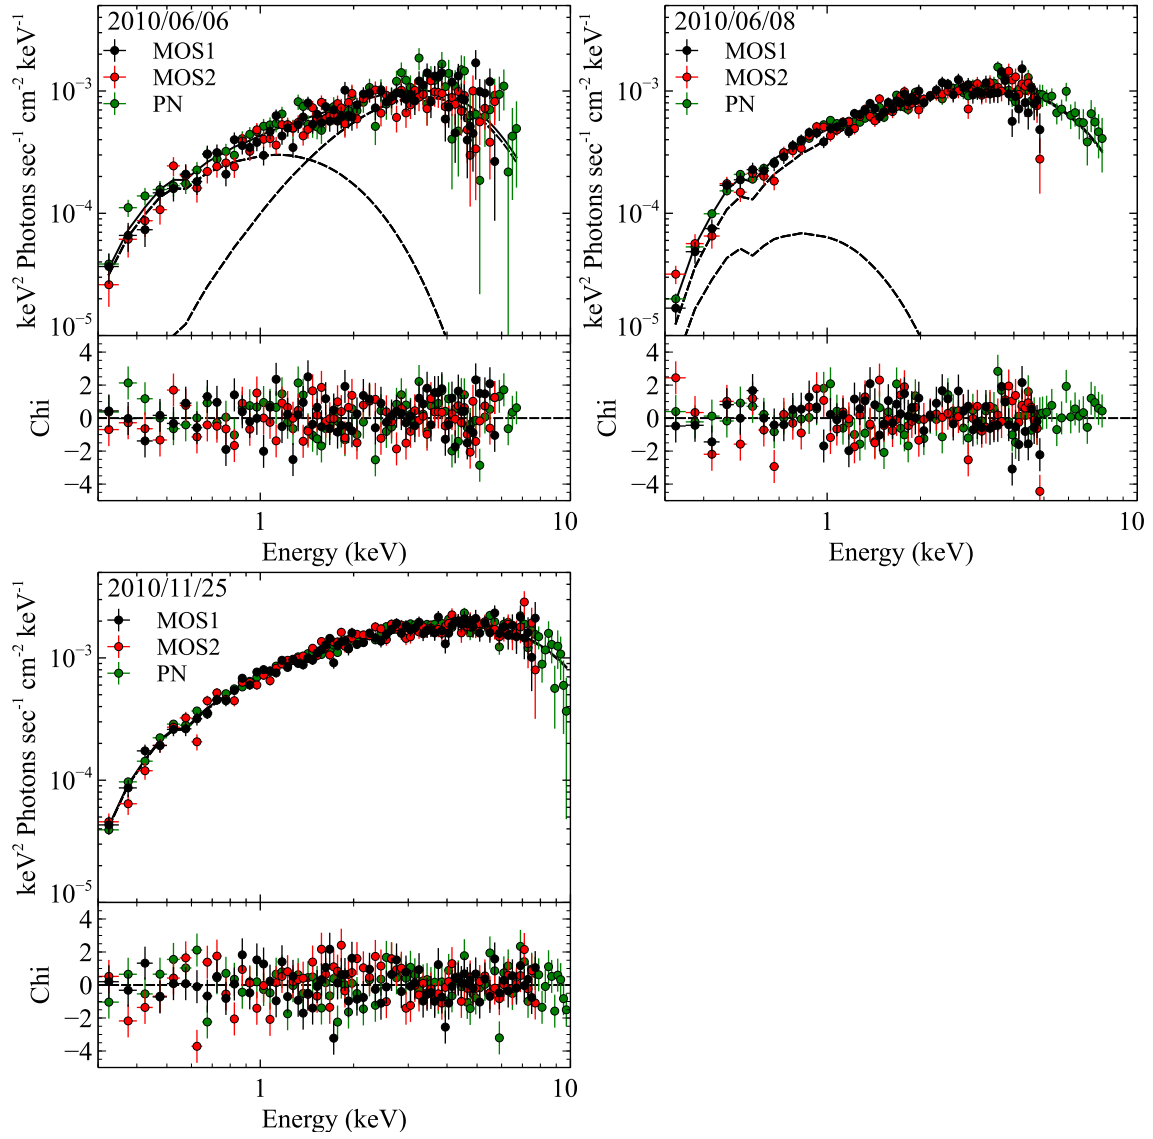 2010/06/06
MOS1
MOS2
PN
keV² Photons sec⁻¹ cm⁻² keV⁻¹
10⁻³
10⁻⁴
10⁻⁵
Chi
4
2
0
−2
−4
1
10
Energy (keV)
2010/06/08
MOS1
MOS2
PN
keV² Photons sec⁻¹ cm⁻² keV⁻¹
10⁻³
10⁻⁴
10⁻⁵
Chi
4
2
0
−2
−4
1
10
Energy (keV)
2010/11/25
MOS1
MOS2
PN
keV² Photons sec⁻¹ cm⁻² keV⁻¹
10⁻³
10⁻⁴
10⁻⁵
Chi
4
2
0
−2
−4
1
10
Energy (keV)